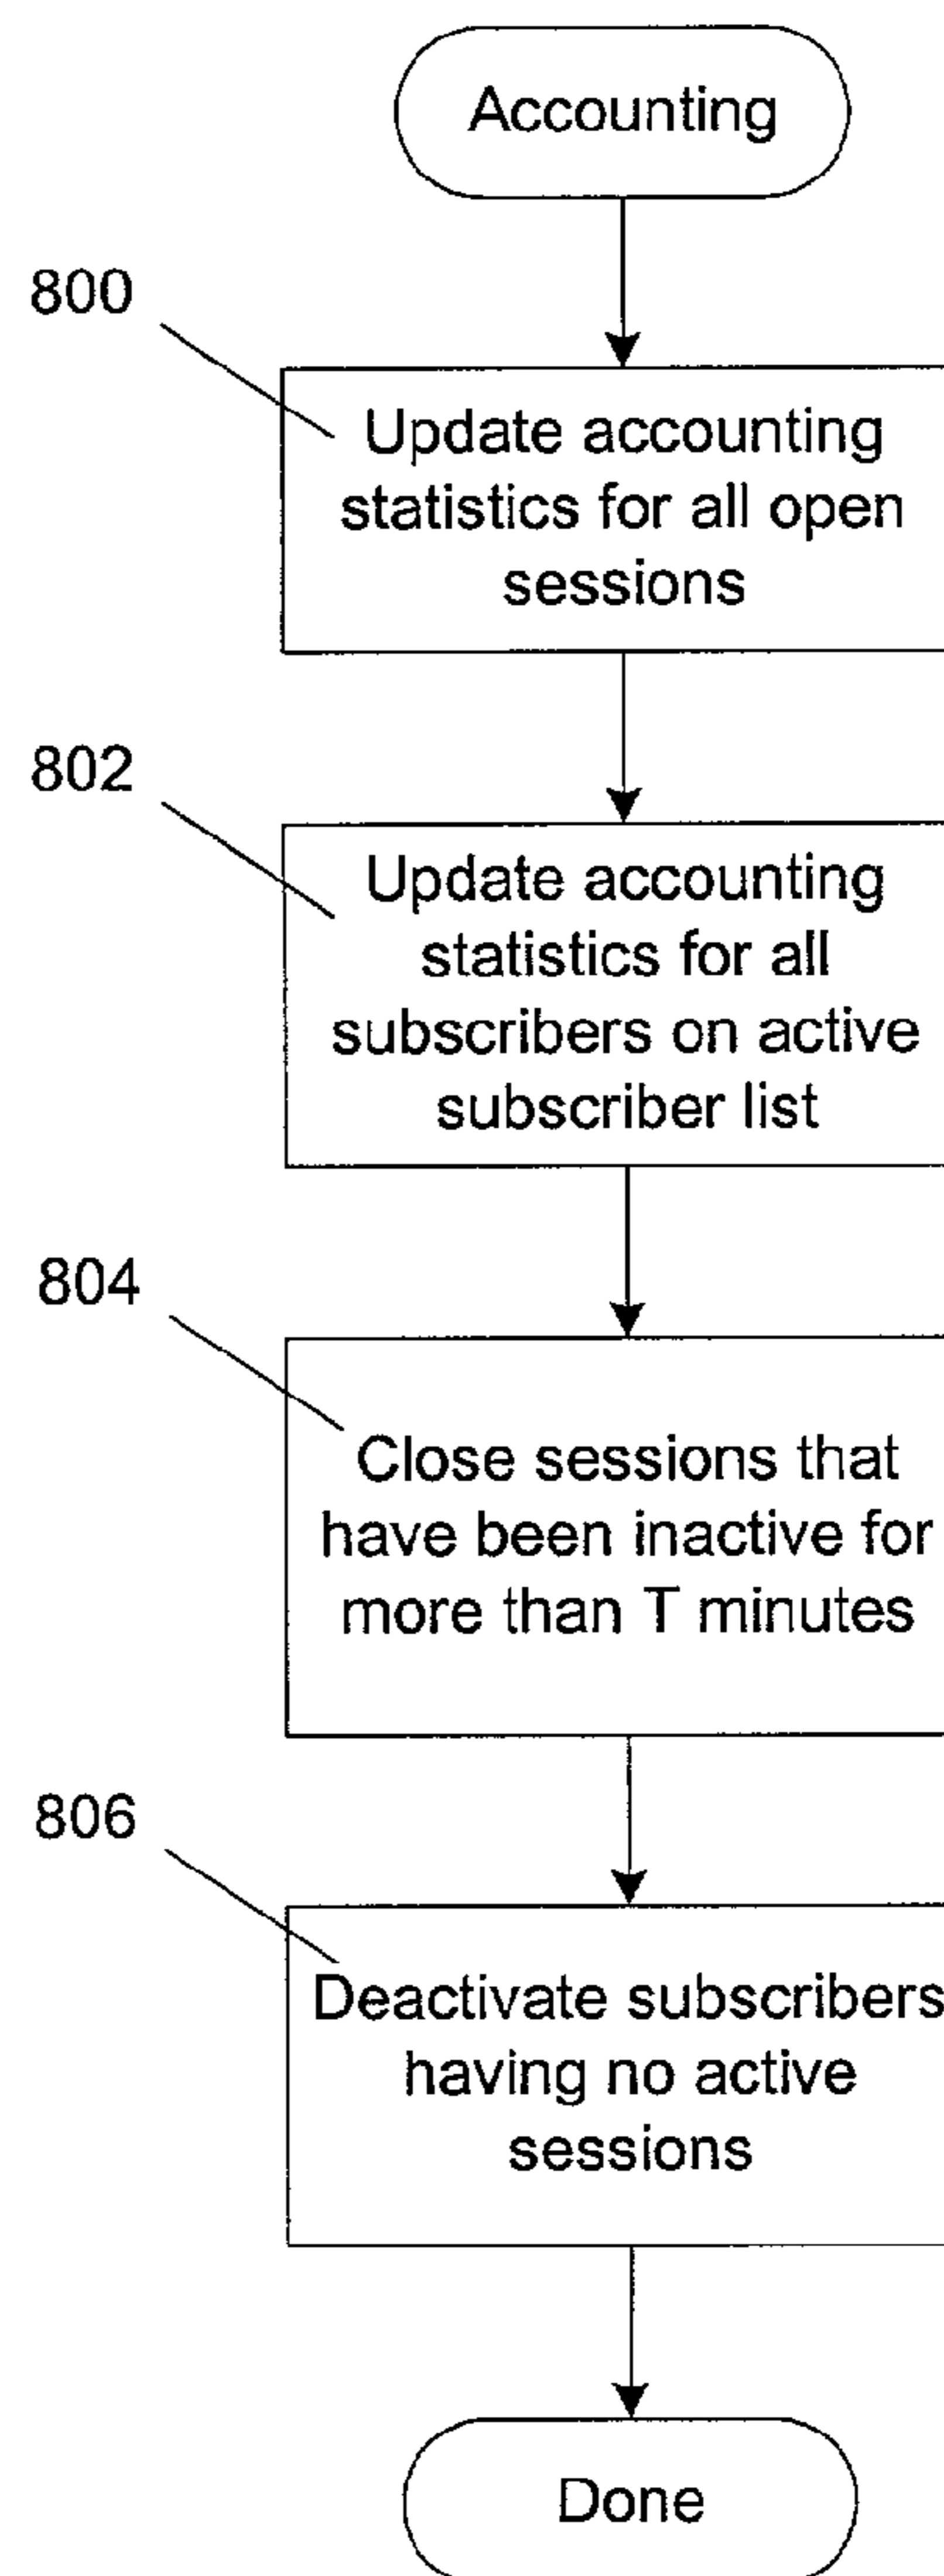 Accounting
800
Update accounting
statistics for all open
sessions
802
Update accounting
statistics for all
subscribers on active
subscriber list
804
Close sessions that
have been inactive for
more than T minutes
806
Deactivate subscribers
having no active
sessions
Done